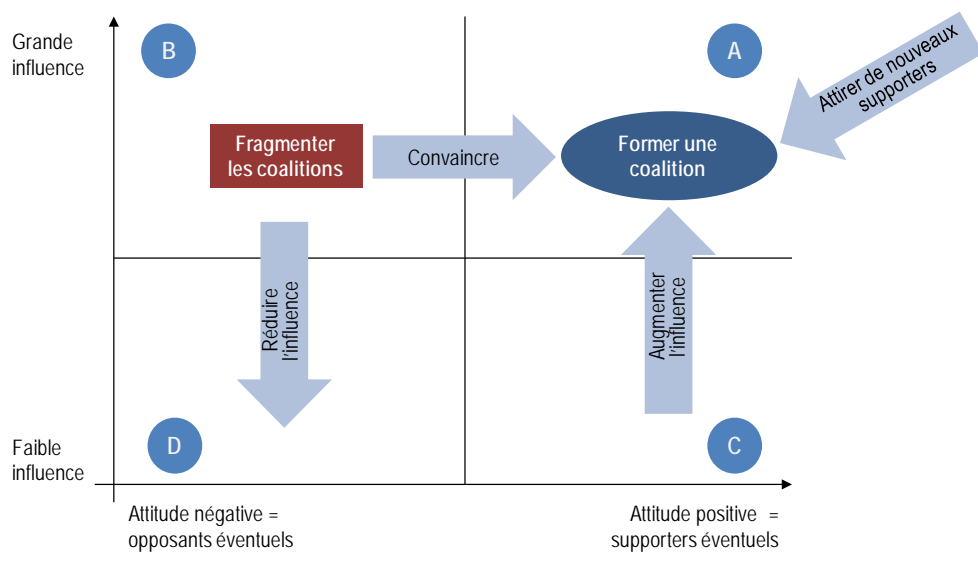 Grande
influence
B
A
Attirer de nouveaux
supporters
Fragmenter
les coalitions
Convaincre
Former une
coalition
Réduire
l'influence
Augmenter
l'influence
D
C
Faible
influence
Attitude négative =
opposants éventuels
Attitude positive =
supporters éventuels